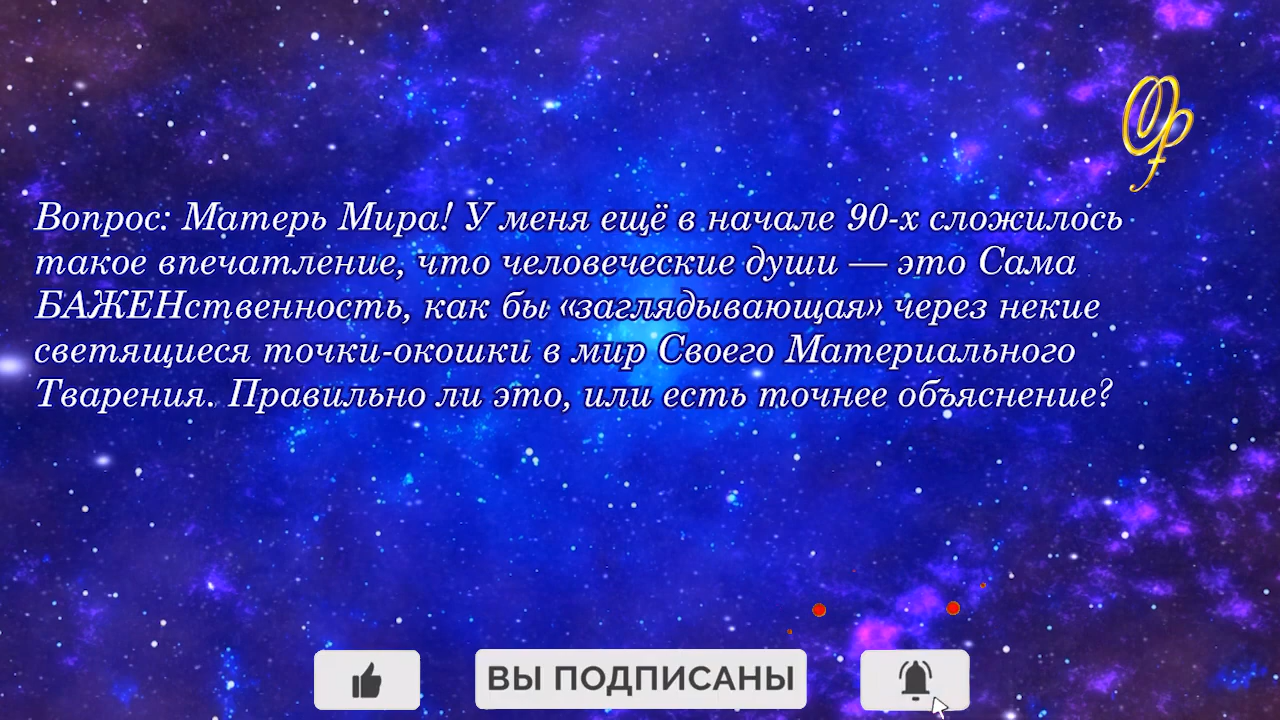 Вопрос: Матерь Мира! У меня ещё в начале 90-х сложилось
такое впечатление, что человеческие души — это Сама
БАЖЕНственность, как бы «заглядывающая» через некие
светящиеся точки-окошки в мир Своего Материального
Тварения. Правильно ли это, или есть точнее объяснение?
ВЫ ПОДПИСАНЫ